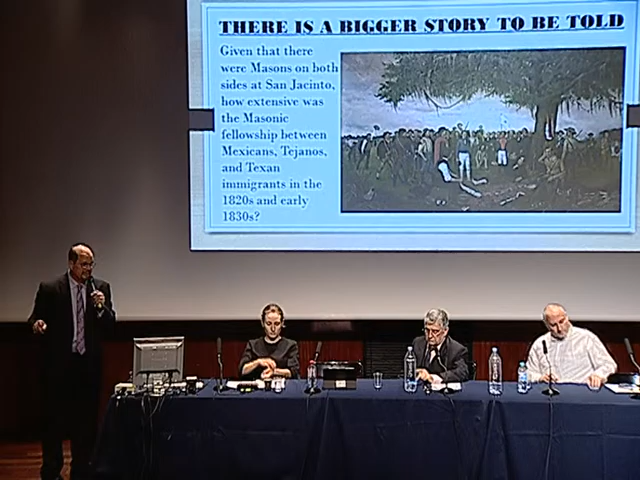 THERE IS A BIGGER STORY TO BE TOLD
Given that there
were Masons on both
sides at San Jacinto,
how extensive was
the Masonic
fellowship between
Mexicans, Tejanos,
and Texan
immigrants in the
1820s and early
1830s?